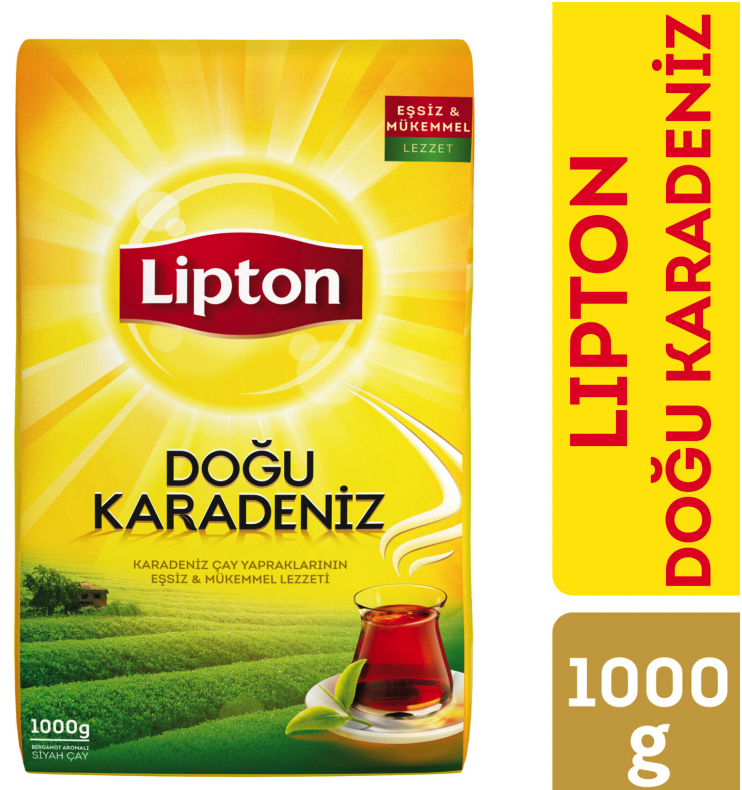 EŞSİZ &
MÜKEMMEL
LEZZET
Lipton
DOĞU
KARADENİZ
KARADENİZ ÇAY YAPRAKLARININ
EŞSİZ & MÜKEMMEL LEZZETİ
1000g
BERGAMOT AROMALI
SİYAH ÇAY
LIPTON
DOĞU KARADENİZ
1000
g